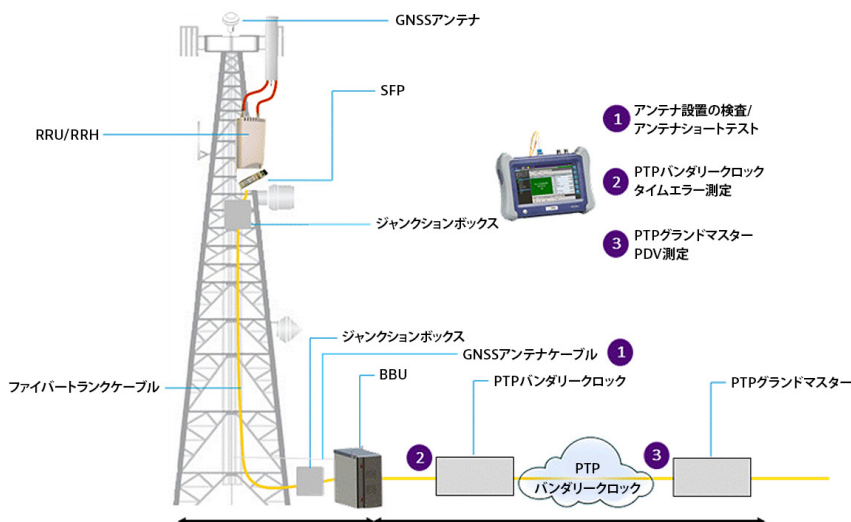 GNSSアンテナ
SFP
RRU/RRH
ジャンクションボックス
1
アンテナ設置の検査/
アンテナショートテスト
2
PTPバンダリークロック
タイムエラー測定
3
PTPグランドマスター
PDV測定
ジャンクションボックス
GNSSアンテナケーブル
1
ファイバートランクケーブル
BBU
PTPバンダリークロック
PTPグランドマスター
2
PTP
バンダリークロック
3